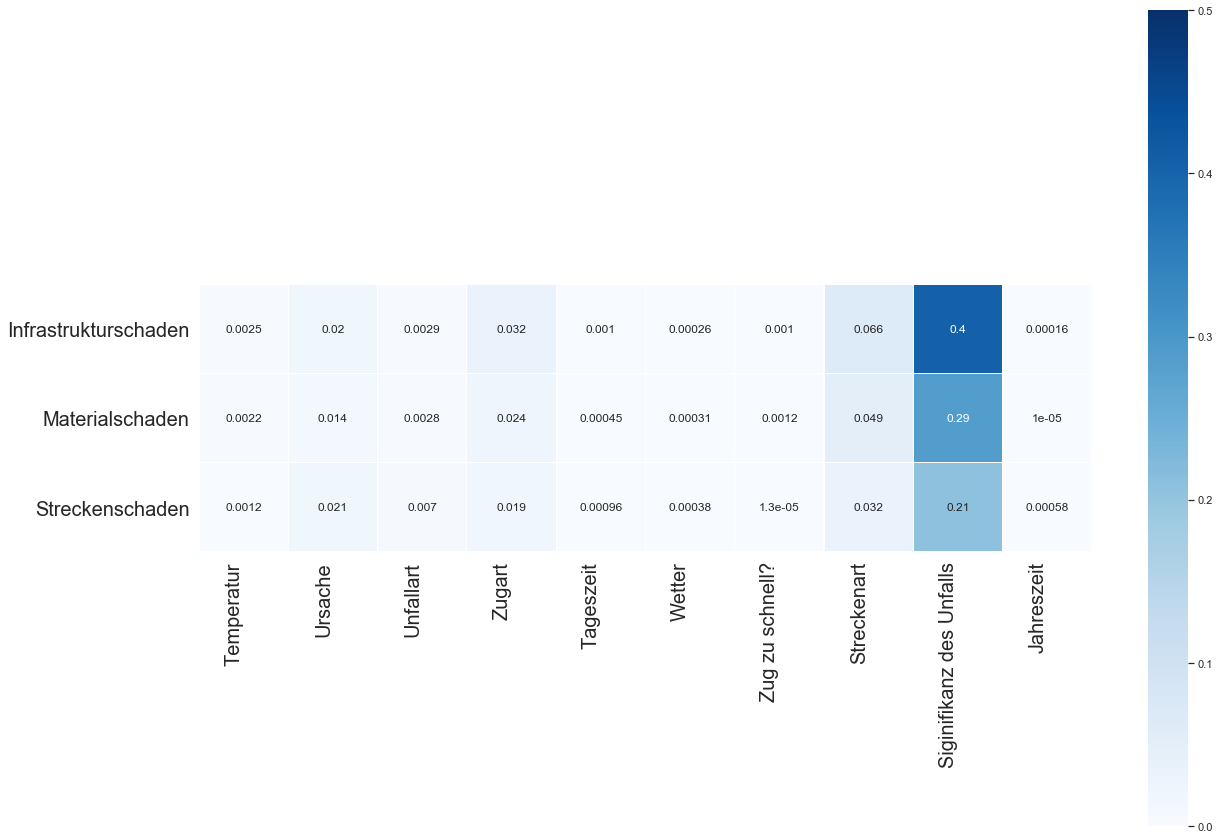 0.5
0.4
0.3
0.2
0.1
0.0
Infrastrukturschaden 0.0025 0.02 0.0029 0.032 0.001 0.00026 0.001 0.066 0.4 0.00016
Materialschaden 0.0022 0.014 0.0028 0.024 0.00045 0.00031 0.0012 0.049 0.29 1e-05
Streckenschaden 0.0012 0.021 0.007 0.019 0.00096 0.00038 1.3e-05 0.032 0.21 0.00058
Temperatur
Ursache
Unfallart
Zugart
Tageszeit
Wetter
Zug zu schnell?
Streckenart
Siginifikanz des Unfalls
Jahreszeit